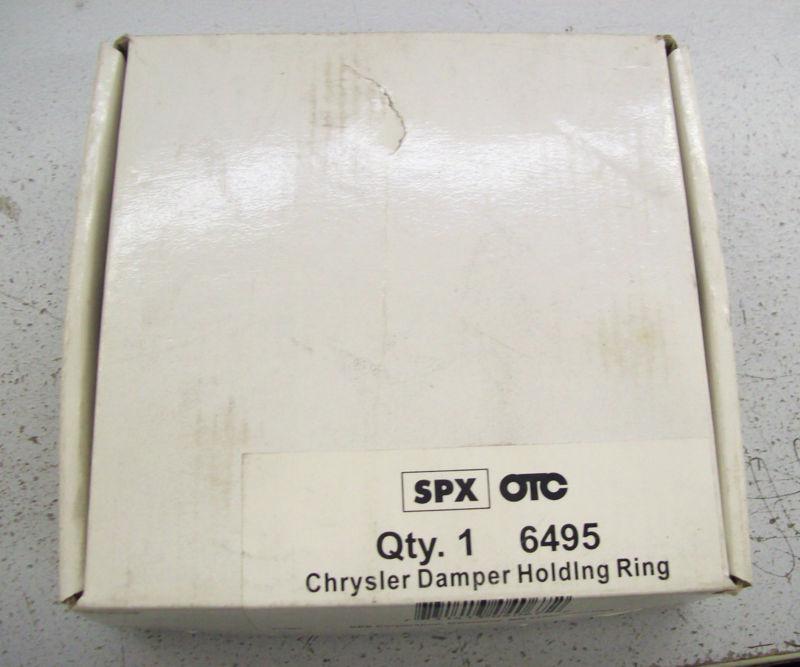 SPX OTC
Qty. 1 6495
Chrysler Damper Holding Ring